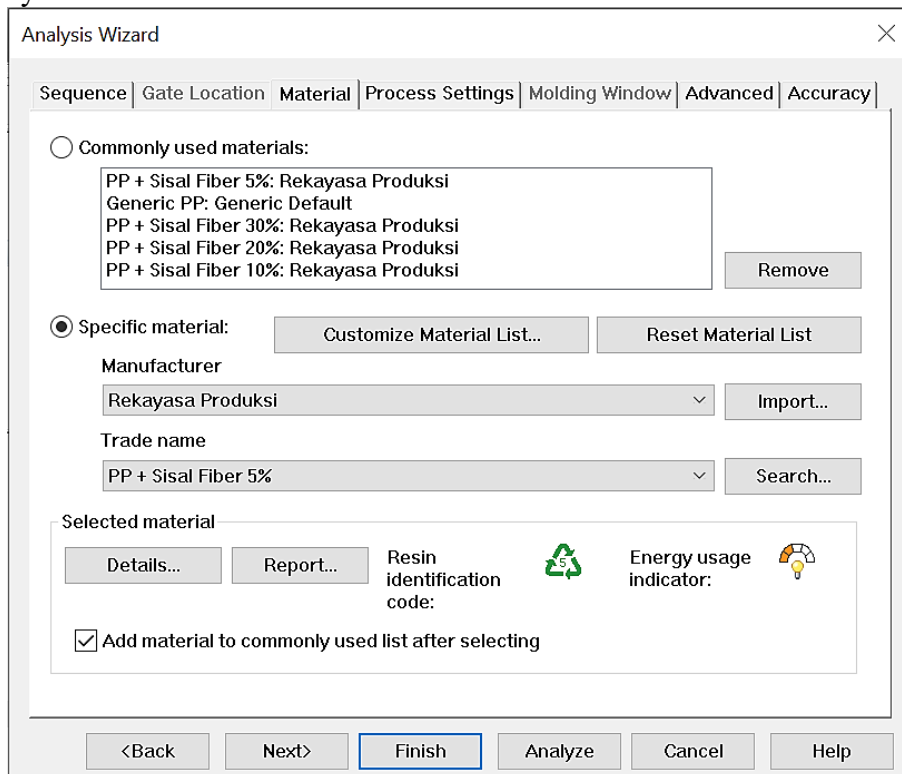 Analysis Wizard
Sequence Gate Location Material Process Settings Molding Window Advanced Accuracy
Commonly used materials:
PP + Sisal Fiber 5%: Rekayasa Produksi
Generic PP: Generic Default
PP + Sisal Fiber 30%: Rekayasa Produksi
PP + Sisal Fiber 20%: Rekayasa Produksi
PP + Sisal Fiber 10%: Rekayasa Produksi
Remove
Specific material: Customize Material List... Reset Material List
Manufacturer
Rekayasa Produksi Import...
Trade name
PP + Sisal Fiber 5% Search...
Selected material
Details... Report... Resin identification code: 5 Energy usage indicator:
Add material to commonly used list after selecting
<Back Next> Finish Analyze Cancel Help